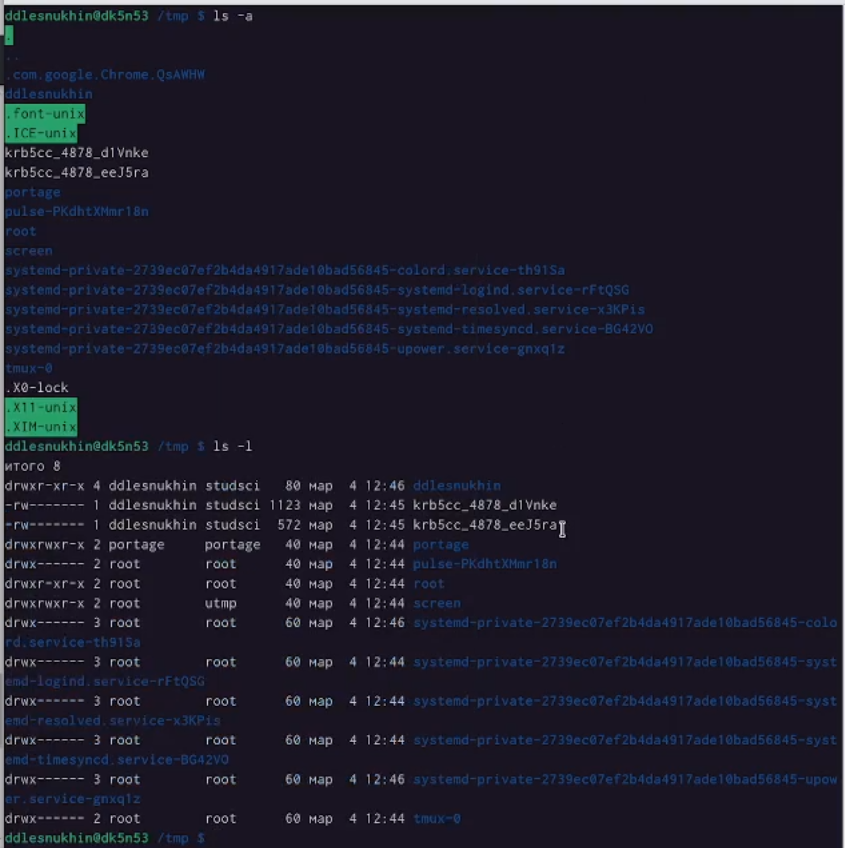 ddlesnukhin@dk5n53 /tmp $ ls -a
.
..
.com.google.Chrome.QsAWHW
ddlesnukhin
.font-unix
.ICE-unix
krb5cc_4878_d1Vnke
krb5cc_4878_eeJ5ra
portage
pulse-PKdhtXMmr18n
root
screen
systemd-private-2739ec07ef2b4da4917ade10bad56845-colord.service-th91Sa
systemd-private-2739ec07ef2b4da4917ade10bad56845-systemd-logind.service-rFtQSG
systemd-private-2739ec07ef2b4da4917ade10bad56845-systemd-resolved.service-x3KPis
systemd-private-2739ec07ef2b4da4917ade10bad56845-systemd-timesyncd.service-BG42VO
systemd-private-2739ec07ef2b4da4917ade10bad56845-upower.service-gnxq1z
tmux-0
.X0-lock
.X11-unix
.XIM-unix
ddlesnukhin@dk5n53 /tmp $ ls -l
итого 8
drwxr-xr-x 4 ddlesnukhin studsci   80 мар  4 12:46 ddlesnukhin
-rw------- 1 ddlesnukhin studsci 1123 мар  4 12:45 krb5cc_4878_d1Vnke
-rw------- 1 ddlesnukhin studsci  572 мар  4 12:45 krb5cc_4878_eeJ5ra
drwxrwxr-x 2 portage     portage   40 мар  4 12:44 portage
drwx------ 2 root        root      40 мар  4 12:44 pulse-PKdhtXMmr18n
drwxr-xr-x 2 root        root      40 мар  4 12:44 root
drwxrwxr-x 2 root        utmp      40 мар  4 12:44 screen
drwx------ 3 root        root      60 мар  4 12:46 systemd-private-2739ec07ef2b4da4917ade10bad56845-colo
rd.service-th91Sa
drwx------ 3 root        root      60 мар  4 12:44 systemd-private-2739ec07ef2b4da4917ade10bad56845-syst
emd-logind.service-rFtQSG
drwx------ 3 root        root      60 мар  4 12:44 systemd-private-2739ec07ef2b4da4917ade10bad56845-syst
emd-resolved.service-x3KPis
drwx------ 3 root        root      60 мар  4 12:44 systemd-private-2739ec07ef2b4da4917ade10bad56845-syst
emd-timesyncd.service-BG42VO
drwx------ 3 root        root      60 мар  4 12:46 systemd-private-2739ec07ef2b4da4917ade10bad56845-upow
er.service-gnxq1z
drwx------ 2 root        root      60 мар  4 12:44 tmux-0
ddlesnukhin@dk5n53 /tmp $